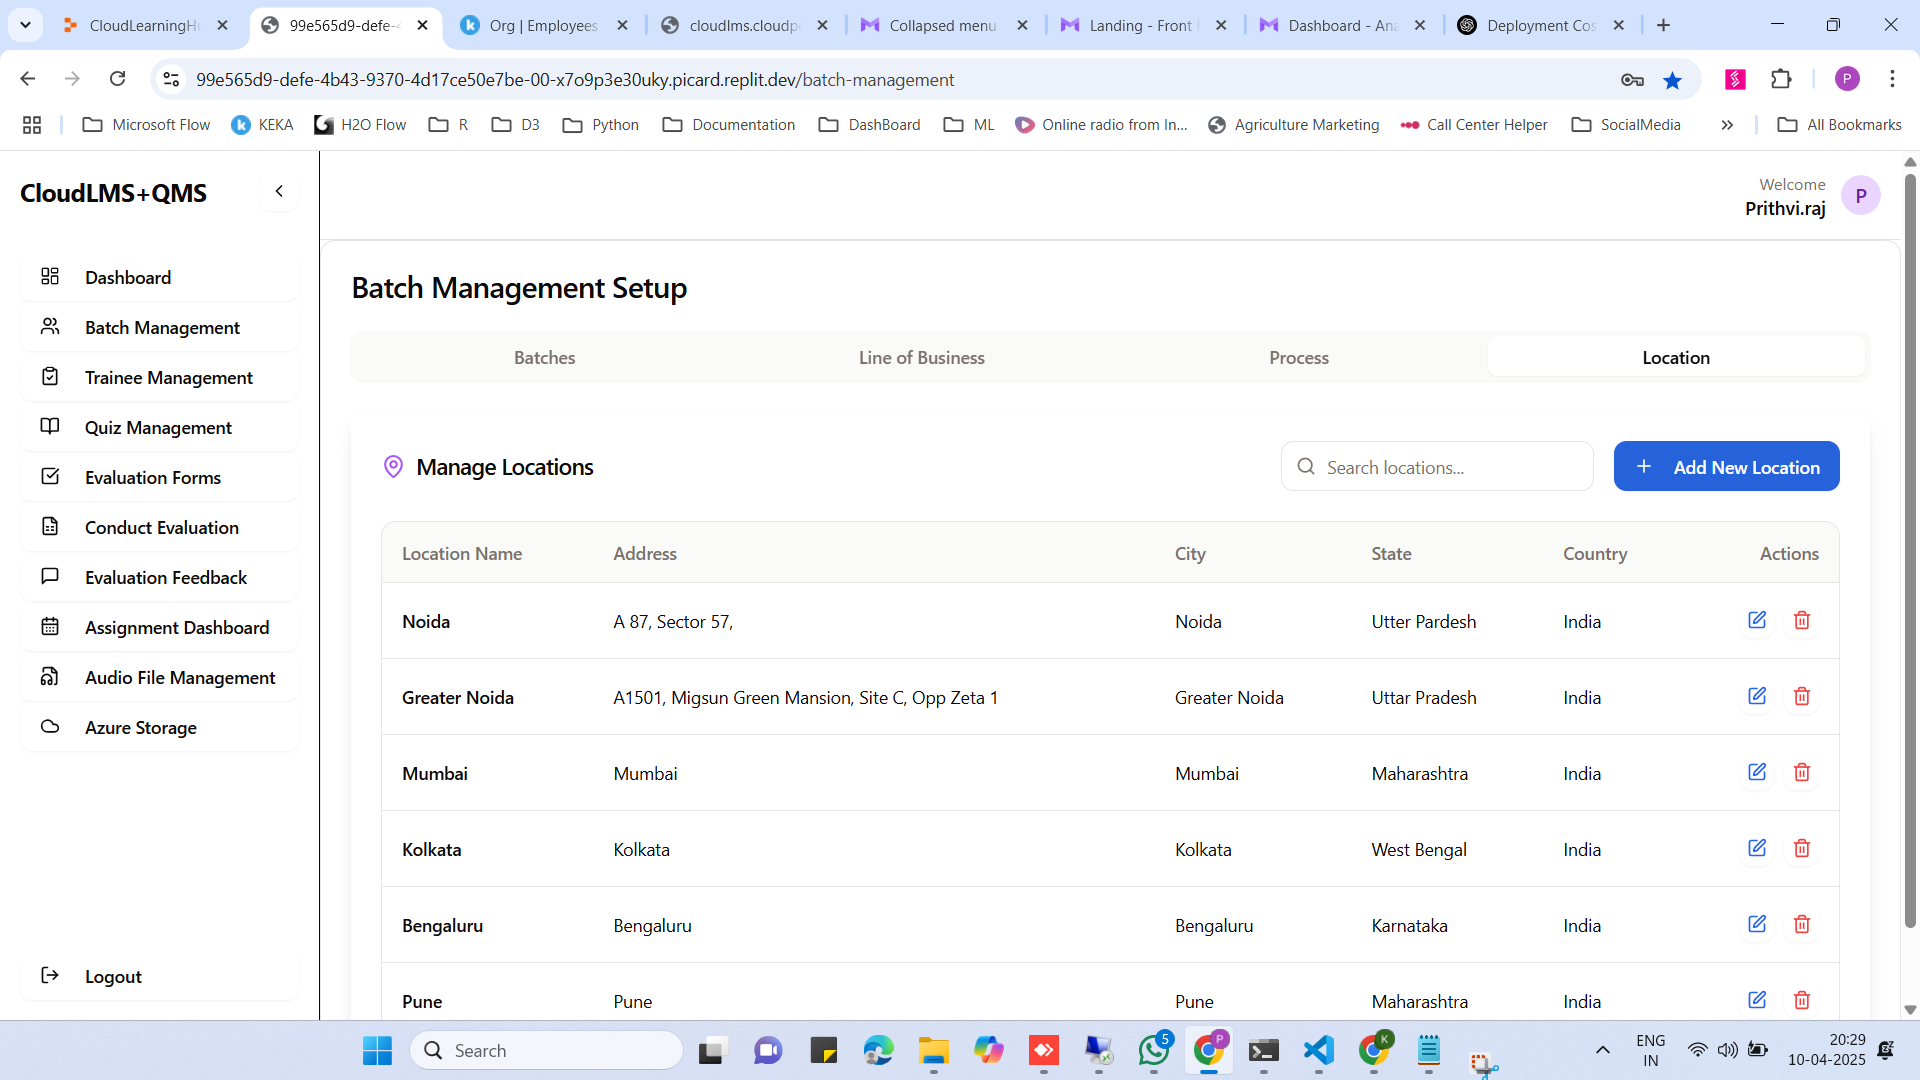 CloudLearningH
99e565d9-defe-
Org | Employees
cloudlms.cloudp
Collapsed menu
Landing - Front
Dashboard - Ana
Deployment Cos
99e565d9-defe-4b43-9370-4d17ce50e7be-00-x7o9p3e30uky.picard.replit.dev/batch-management
P
Microsoft Flow
KEKA
H2O Flow
R
D3
Python
Documentation
DashBoard
ML
Online radio from In...
Agriculture Marketing
Call Center Helper
SocialMedia
All Bookmarks
CloudLMS+QMS
Welcome
Prithvi.raj
P
Dashboard
Batch Management
Trainee Management
Quiz Management
Evaluation Forms
Conduct Evaluation
Evaluation Feedback
Assignment Dashboard
Audio File Management
Azure Storage
Logout
Batch Management Setup
Batches Line of Business Process Location
Manage Locations
Search locations...
Add New Location
Location Name Address City State Country Actions
Noida A 87, Sector 57, Noida Utter Pardesh India
Greater Noida A1501, Migsun Green Mansion, Site C, Opp Zeta 1 Greater Noida Uttar Pradesh India
Mumbai Mumbai Mumbai Maharashtra India
Kolkata Kolkata Kolkata West Bengal India
Bengaluru Bengaluru Bengaluru Karnataka India
Pune Pune Pune Maharashtra India
Search
5
P
K
ENG
IN
20:29
10-04-2025